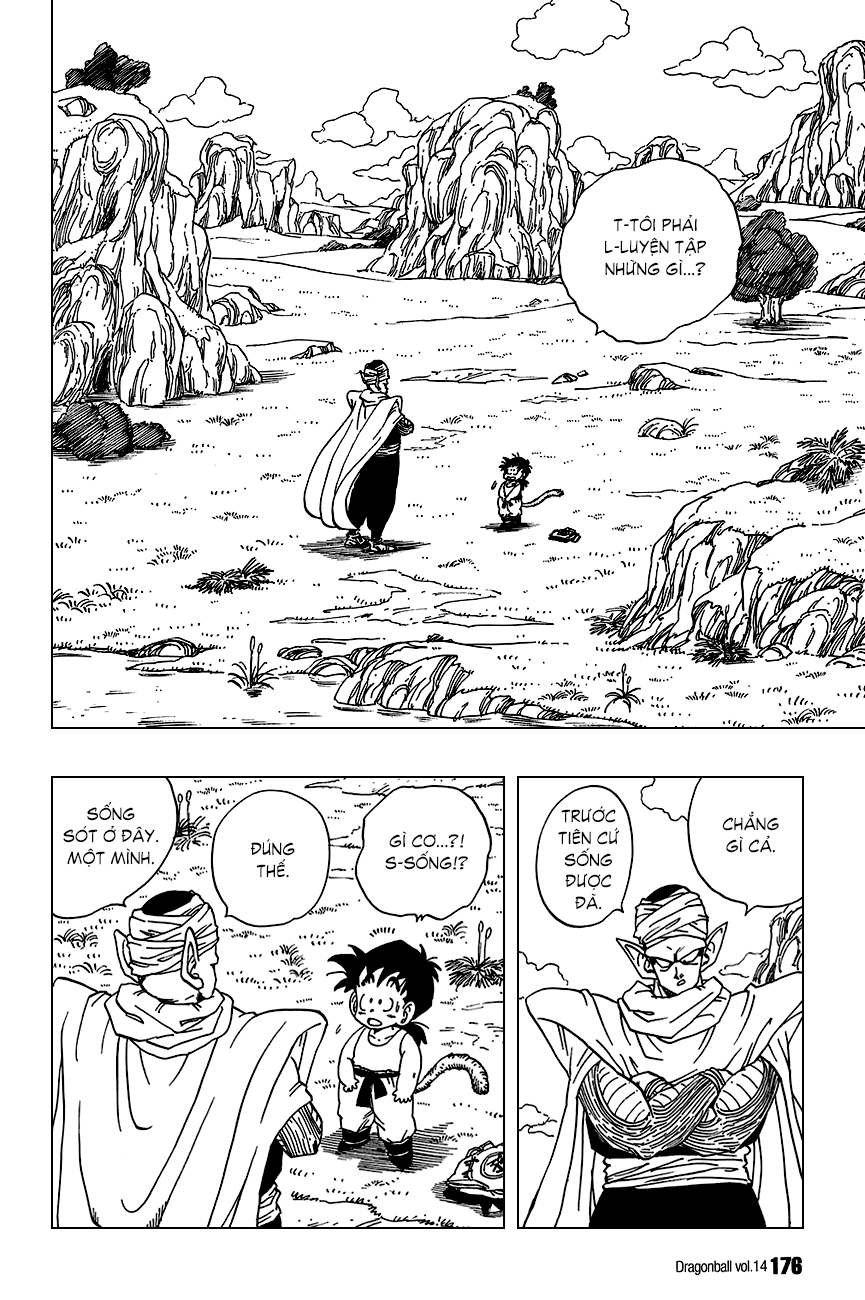 T-TÔI PHẢI
L-LUYỆN TẬP
NHỮNG GÌ...?
CHẲNG
GÌ CẢ.
TRƯỚC
TIÊN CỨ
SỐNG
ĐƯỢC
ĐÃ.
GÌ CƠ...?!
S-SỐNG!?
ĐÚNG
THẾ.
SỐNG
SÓT Ở ĐÂY.
MỘT MÌNH.
Dragonball vol.14 176